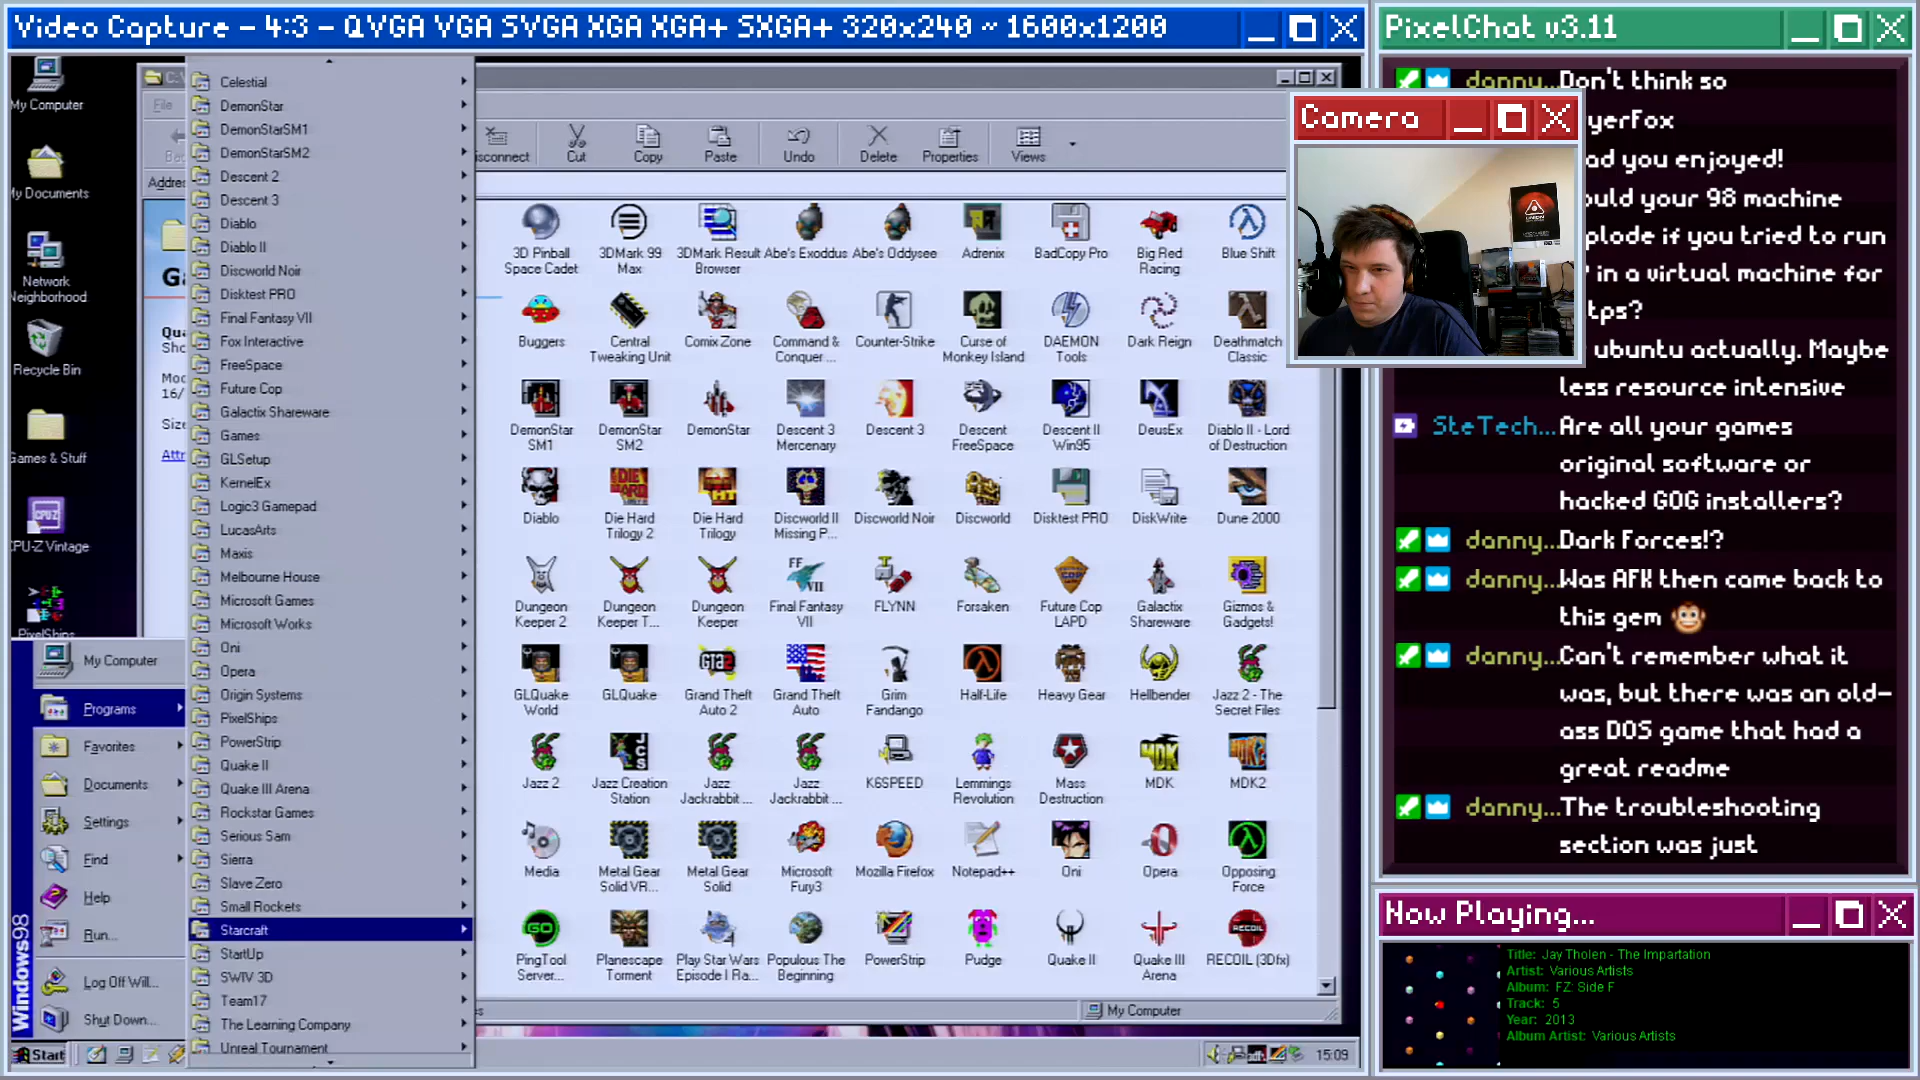 Video Capture - 4:3 - QVGA VGA SVGA XGA XGA+ SXGA+ 320x240 ~ 1600x1200
My Computer
My Documents
Network
Neighborhood
Recycle Bin
Games & Stuff
CPU-Z Vintage
PixelShips
File
Addres
Celestial
DemonStar
DemonStarSM1
DemonStarSM2
Descent 2
Descent 3
Diablo
Diablo II
Discworld Noir
Disktest PRO
Final Fantasy VII
Fox Interactive
FreeSpace
Future Cop
Galactix Shareware
Games
GLSetup
KernelEx
Logic3 Gamepad
LucasArts
Maxis
Melbourne House
Microsoft Games
Microsoft Works
Oni
Opera
Origin Systems
PixelShips
PowerStrip
Quake II
Quake III Arena
Rockstar Games
Serious Sam
Sierra
Slave Zero
Small Rockets
Starcraft
StartUp
SWIV 3D
Team17
The Learning Company
Unreal Tournament
My Computer
Programs
Favorites
Documents
Settings
Find
Help
Run...
Log Off Will...
Shut Down...
Windows98
Start
isconnect
Cut
Copy
Paste
Undo
Delete
Properties
Views
3D Pinball
Space Cadet
3DMark 99
Max
3DMark Result
Browser
Abe's Exoddus
Abe's Oddysee
Adrenix
BadCopy Pro
Big Red
Racing
Blue Shift
Buggers
Central
Tweaking Unit
Comix Zone
Command &
Conquer ...
Counter-Strike
Curse of
Monkey Island
DAEMON
Tools
Dark Reign
Deathmatch
Classic
DemonStar
SM1
DemonStar
SM2
DemonStar
Descent 3
Mercenary
Descent 3
Descent
FreeSpace
Descent II
Win95
DeusEx
Diablo II - Lord
of Destruction
Diablo
Die Hard
Trilogy 2
Die Hard
Trilogy
Discworld II
Missing P...
Discworld Noir
Discworld
Disktest PRO
DiskWrite
Dune 2000
Dungeon
Keeper 2
Dungeon
Keeper T...
Dungeon
Keeper
Final Fantasy
VII
FLYNN
Forsaken
Future Cop
LAPD
Galactix
Shareware
Gizmos &
Gadgets!
GLQuake
World
GLQuake
Grand Theft
Auto 2
Grand Theft
Auto
Grim
Fandango
Half-Life
Heavy Gear
Hellbender
Jazz 2 - The
Secret Files
Jazz 2
Jazz Creation
Station
Jazz
Jackrabbit ...
Jazz
Jackrabbit ...
K6SPEED
Lemmings
Revolution
Mass
Destruction
MDK
MDK2
Media
Metal Gear
Solid VR...
Metal Gear
Solid
Microsoft
Fury3
Mozilla Firefox
Notepad++
Oni
Opera
Opposing
Force
PingTool
Server...
Planescape
Torment
Play Star Wars
Episode I Ra...
Populous The
Beginning
PowerStrip
Pudge
Quake II
Quake III
Arena
RECOIL (3Dfx)
My Computer
15:09
Camera
PixelChat v3.11
danny...Don't think so
yerFox
ad you enjoyed!
ould your 98 machine
plode if you tried to run
in a virtual machine for
tps?
ubuntu actually. Maybe
less resource intensive
SteTech...Are all your games
original software or
hacked GOG installers?
danny...Dark Forces!?
danny...Was AFK then came back to
this gem
danny...Can't remember what it
was, but there was an old-
ass DOS game that had a
great readme
danny...The troubleshooting
section was just
Now Playing...
Title: Jay Tholen - The Impartation
Artist: Various Artists
Album: FZ: Side F
Track: 5
Year: 2013
Album Artist: Various Artists